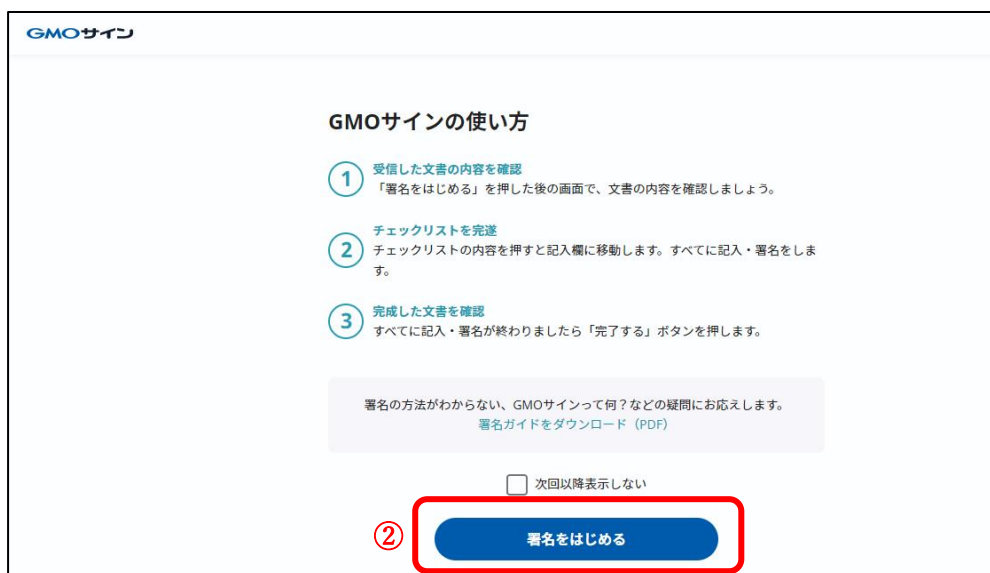 GMOサイン
GMOサインの使い方
1
受信した文書の内容を確認
「署名をはじめる」を押した後の画面で、文書の内容を確認しましょう。
2
チェックリストを完遂
チェックリストの内容を押すと記入欄に移動します。すべてに記入・署名をしま
す。
3
完成した文書を確認
すべてに記入・署名が終わりましたら「完了する」ボタンを押します。
署名の方法がわからない、GMOサインって何？などの疑問にお応えします。
署名ガイドをダウンロード（PDF）
次回以降表示しない
②
署名をはじめる